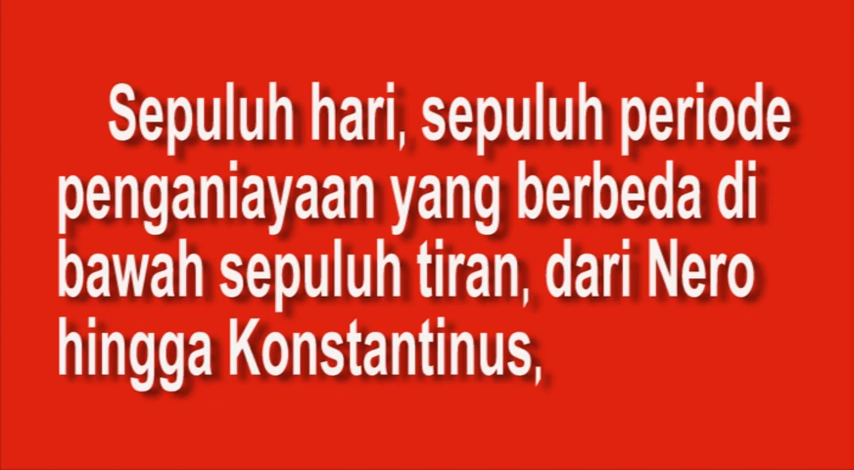 Sepuluh hari, sepuluh periode
penganiayaan yang berbeda di
bawah sepuluh tiran, dari Nero
hingga Konstantinus,